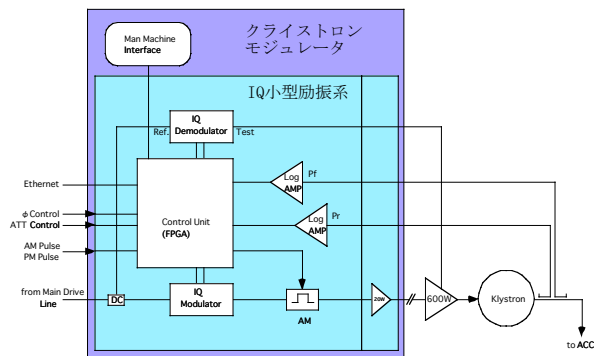 クライストロン
モジュレータ
Man Machine
Interface
IQ小型励振系
IQ
Demodulator
Ref.
Test
Ethernet
Log
AMP
Pf
φ Control
ATT Control
Control Unit
(FPGA)
Log
AMP
Pr
AM Pulse
PM Pulse
from Main Drive
Line
DC
IQ
Modulator
AM
20W
600W
Klystron
to ACC